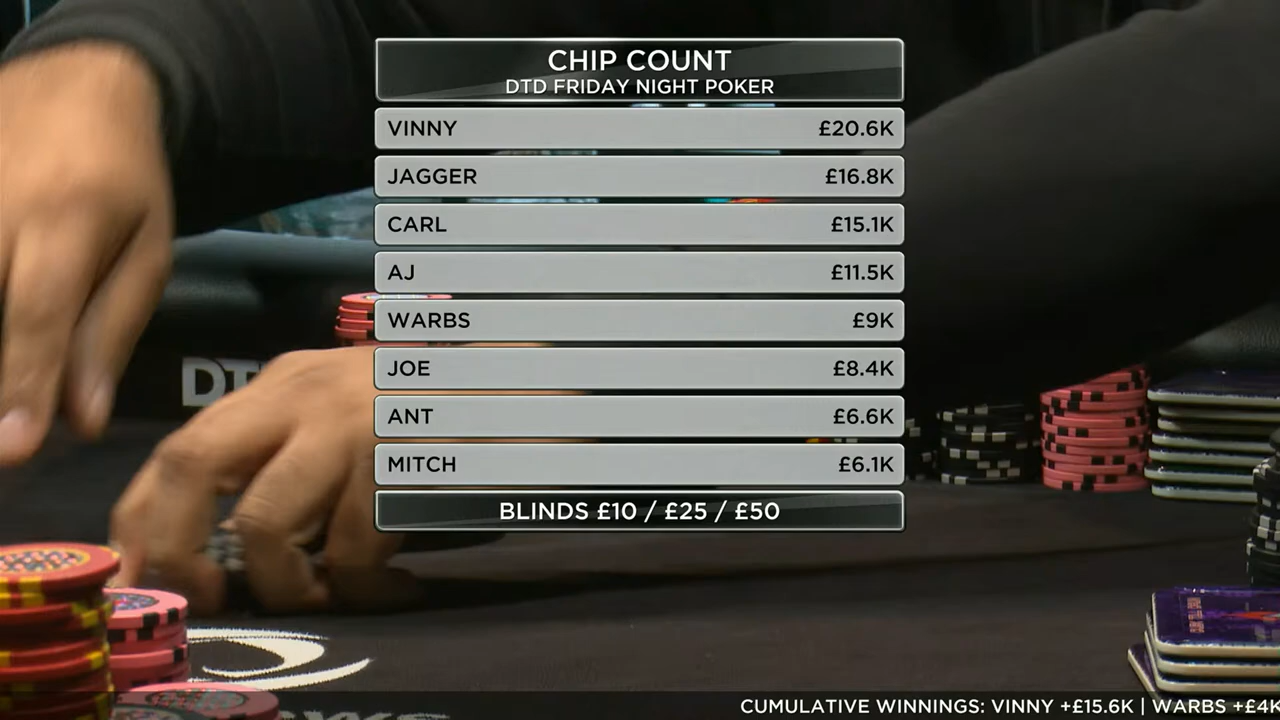 CHIP COUNT
DTD FRIDAY NIGHT POKER
VINNY £20.6K
JAGGER £16.8K
CARL £15.1K
AJ £11.5K
WARBS £9K
JOE £8.4K
ANT £6.6K
MITCH £6.1K
BLINDS £10 / £25 / £50
DT
CUMULATIVE WINNINGS: VINNY +£15.6K | WARBS +£4K